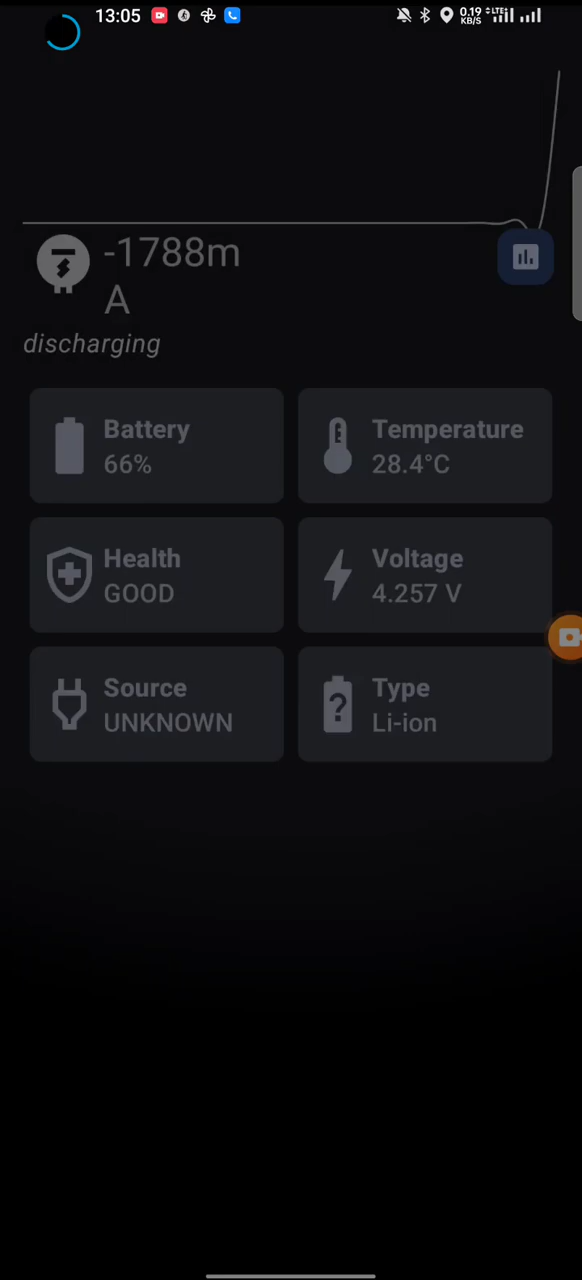 13:05 0.19 KB/S LTE
-1788m
A
discharging
Battery
66%
Temperature
28.4°C
Health
GOOD
Voltage
4.257 V
Source
UNKNOWN
Type
Li-ion